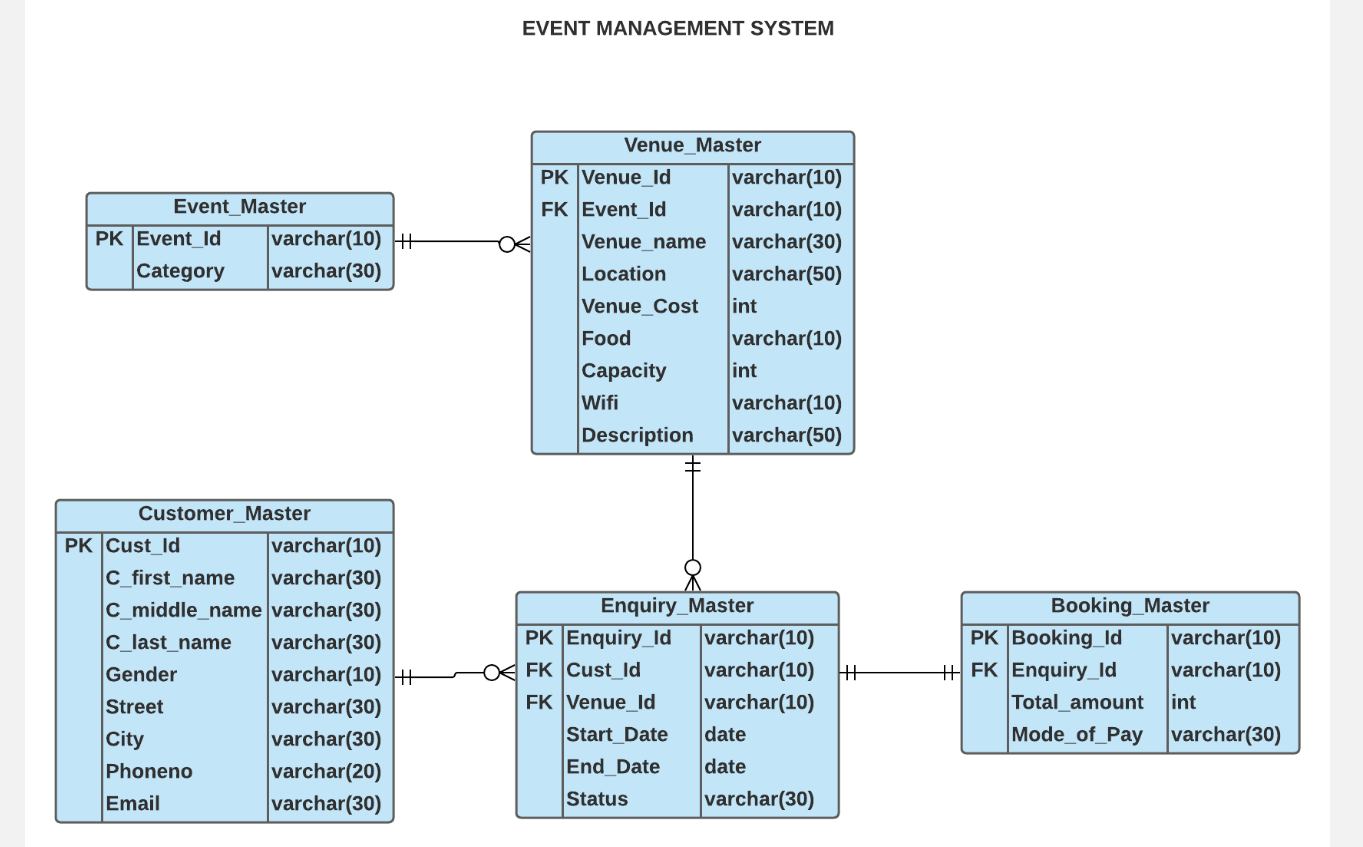 EVENT MANAGEMENT SYSTEM
Venue_Master
PK Venue_Id varchar(10)
FK Event_Id varchar(10)
Venue_name varchar(30)
Location varchar(50)
Venue_Cost int
Food varchar(10)
Capacity int
Wifi varchar(10)
Description varchar(50)
Event_Master
PK Event_Id varchar(10)
Category varchar(30)
Customer_Master
PK Cust_Id varchar(10)
C_first_name varchar(30)
C_middle_name varchar(30)
C_last_name varchar(30)
Gender varchar(10)
Street varchar(30)
City varchar(30)
Phoneno varchar(20)
Email varchar(30)
Enquiry_Master
PK Enquiry_Id varchar(10)
FK Cust_Id varchar(10)
FK Venue_Id varchar(10)
Start_Date date
End_Date date
Status varchar(30)
Booking_Master
PK Booking_Id varchar(10)
FK Enquiry_Id varchar(10)
Total_amount int
Mode_of_Pay varchar(30)